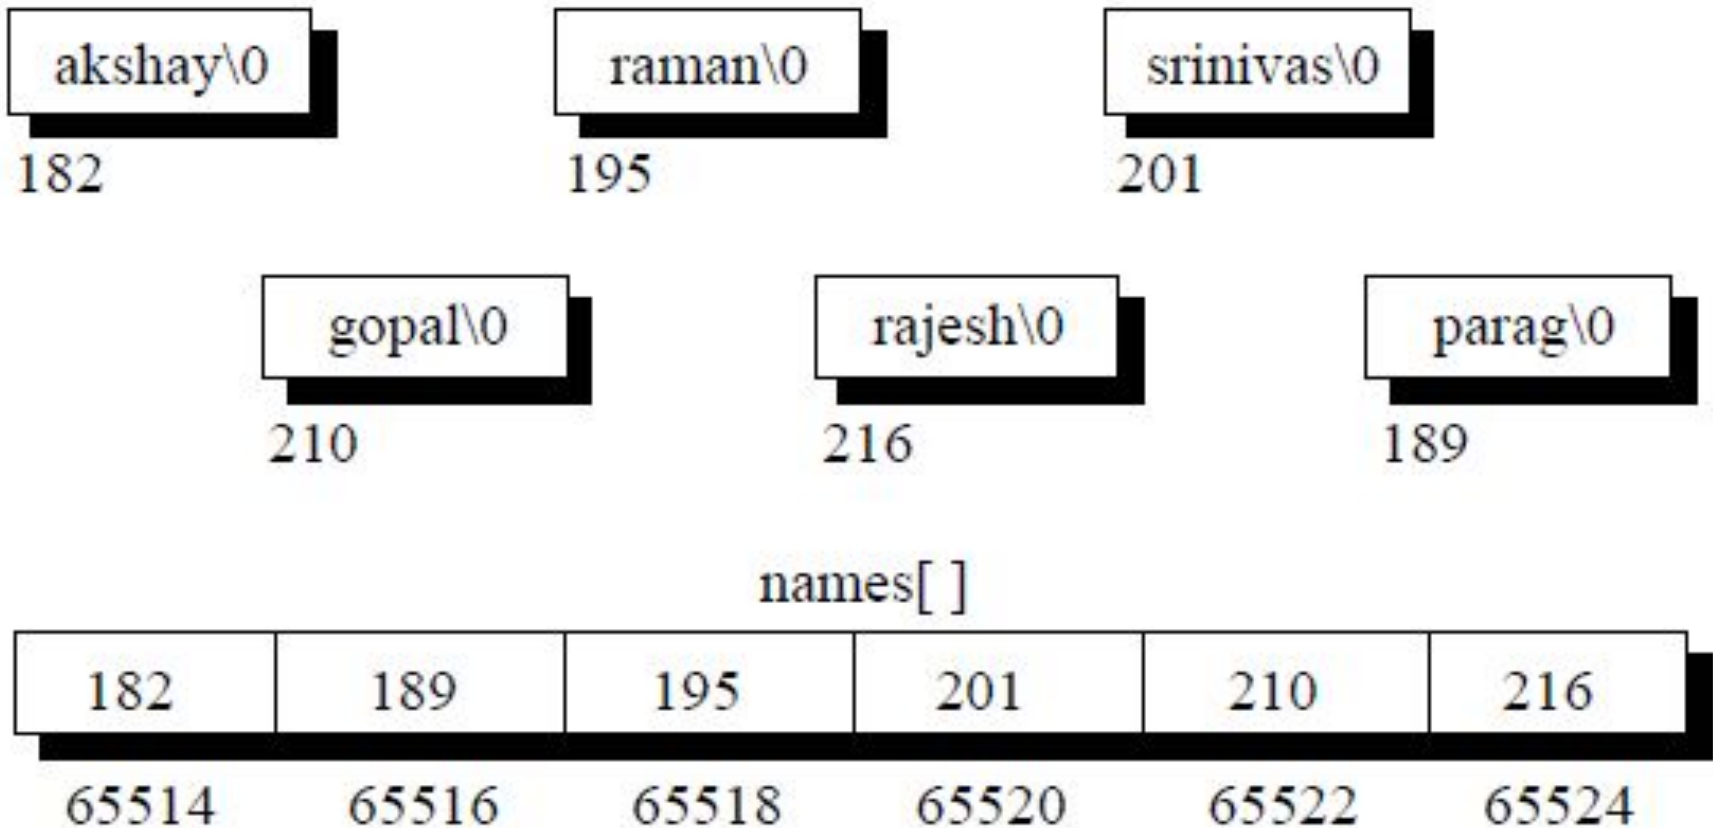 akshay\0 raman\0 srinivas\0
182 195 201
gopal\0 rajesh\0 parag\0
210 216 189
names[ ]
182 189 195 201 210 216
65514 65516 65518 65520 65522 65524